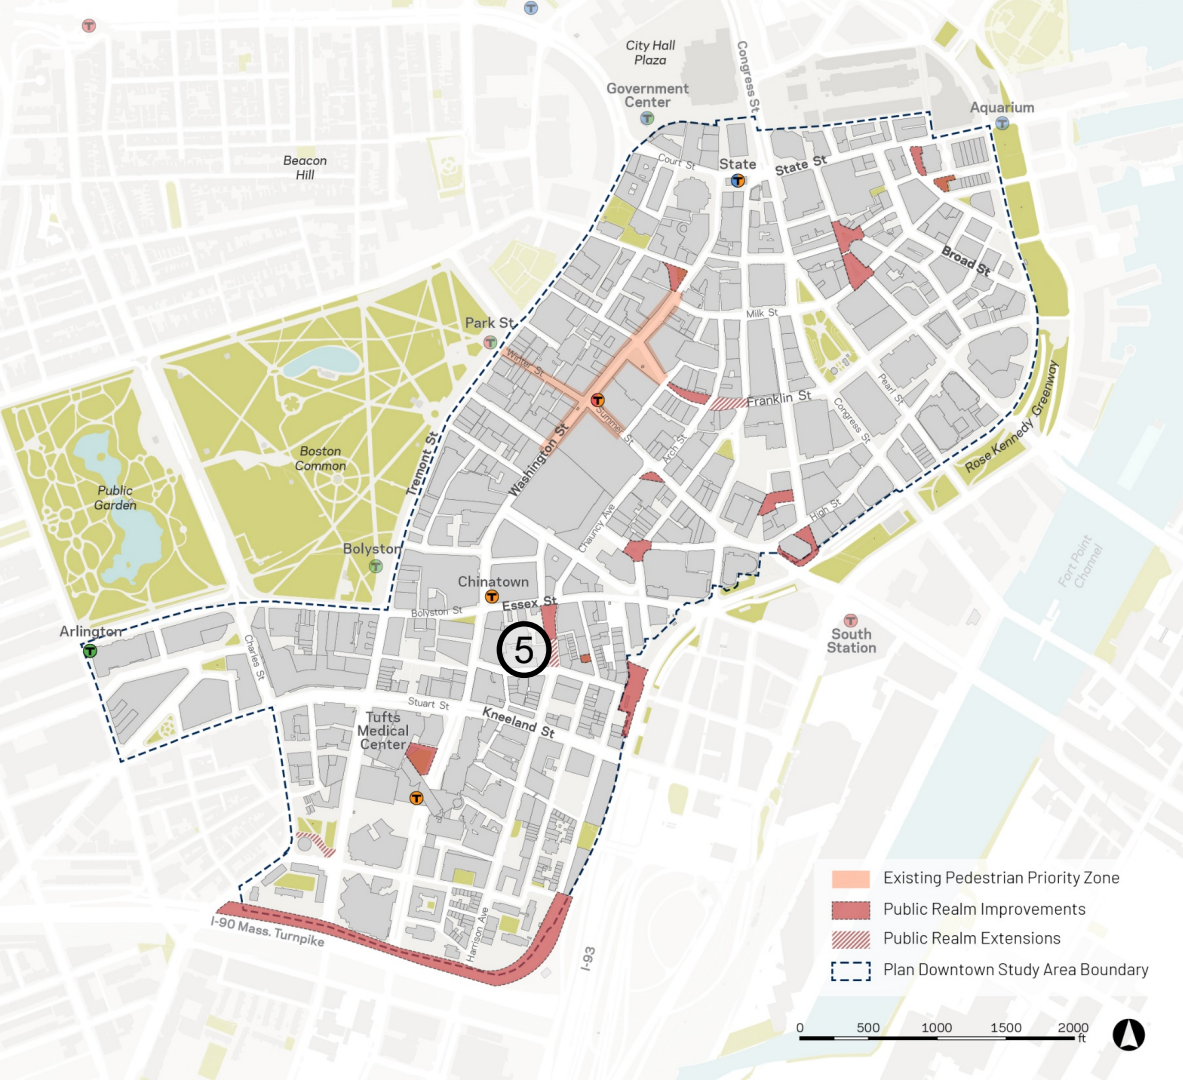 City Hall
Plaza
Congress St
Government
Center
Aquarium
Court St
State
State St
Beacon
Hill
Broad St
Milk St
Park St
Winter St
Summer St
Franklin St
Pearl St
Congress St
Arch St
Washington St
Tremont St
Boston
Common
Public
Garden
Rose Kennedy Greenway
High St
Chauncy Ave
Bolyston
Chinatown
Essex St
Bolyston St
Fort Point
Channel
Arlington
Charles St
5
South
Station
Stuart St
Kneeland St
Tufts
Medical
Center
T
T
T
T
T
T
T
T
T
T
T
T
Harrison Ave
I-90 Mass. Turnpike
I-93
Existing Pedestrian Priority Zone
Public Realm Improvements
Public Realm Extensions
Plan Downtown Study Area Boundary
0 500 1000 1500 2000
ft